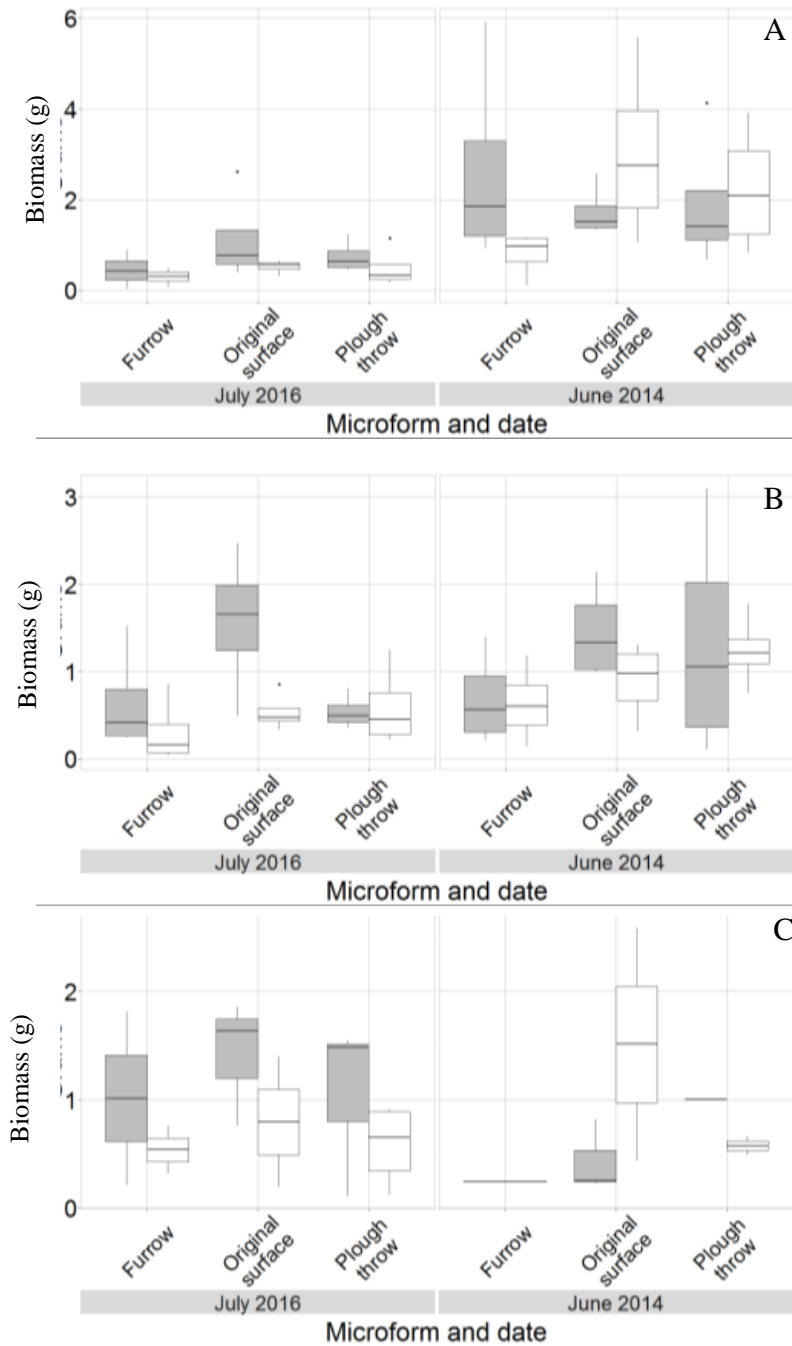 A
6
4
2
0
Biomass (g)
Furrow
Original
surface
Plough
throw
Furrow
Original
surface
Plough
throw
July 2016
June 2014
Microform and date
B
3
2
1
0
Biomass (g)
Furrow
Original
surface
Plough
throw
Furrow
Original
surface
Plough
throw
July 2016
June 2014
Microform and date
C
2
1
0
Biomass (g)
Furrow
Original
surface
Plough
throw
Furrow
Original
surface
Plough
throw
July 2016
June 2014
Microform and date